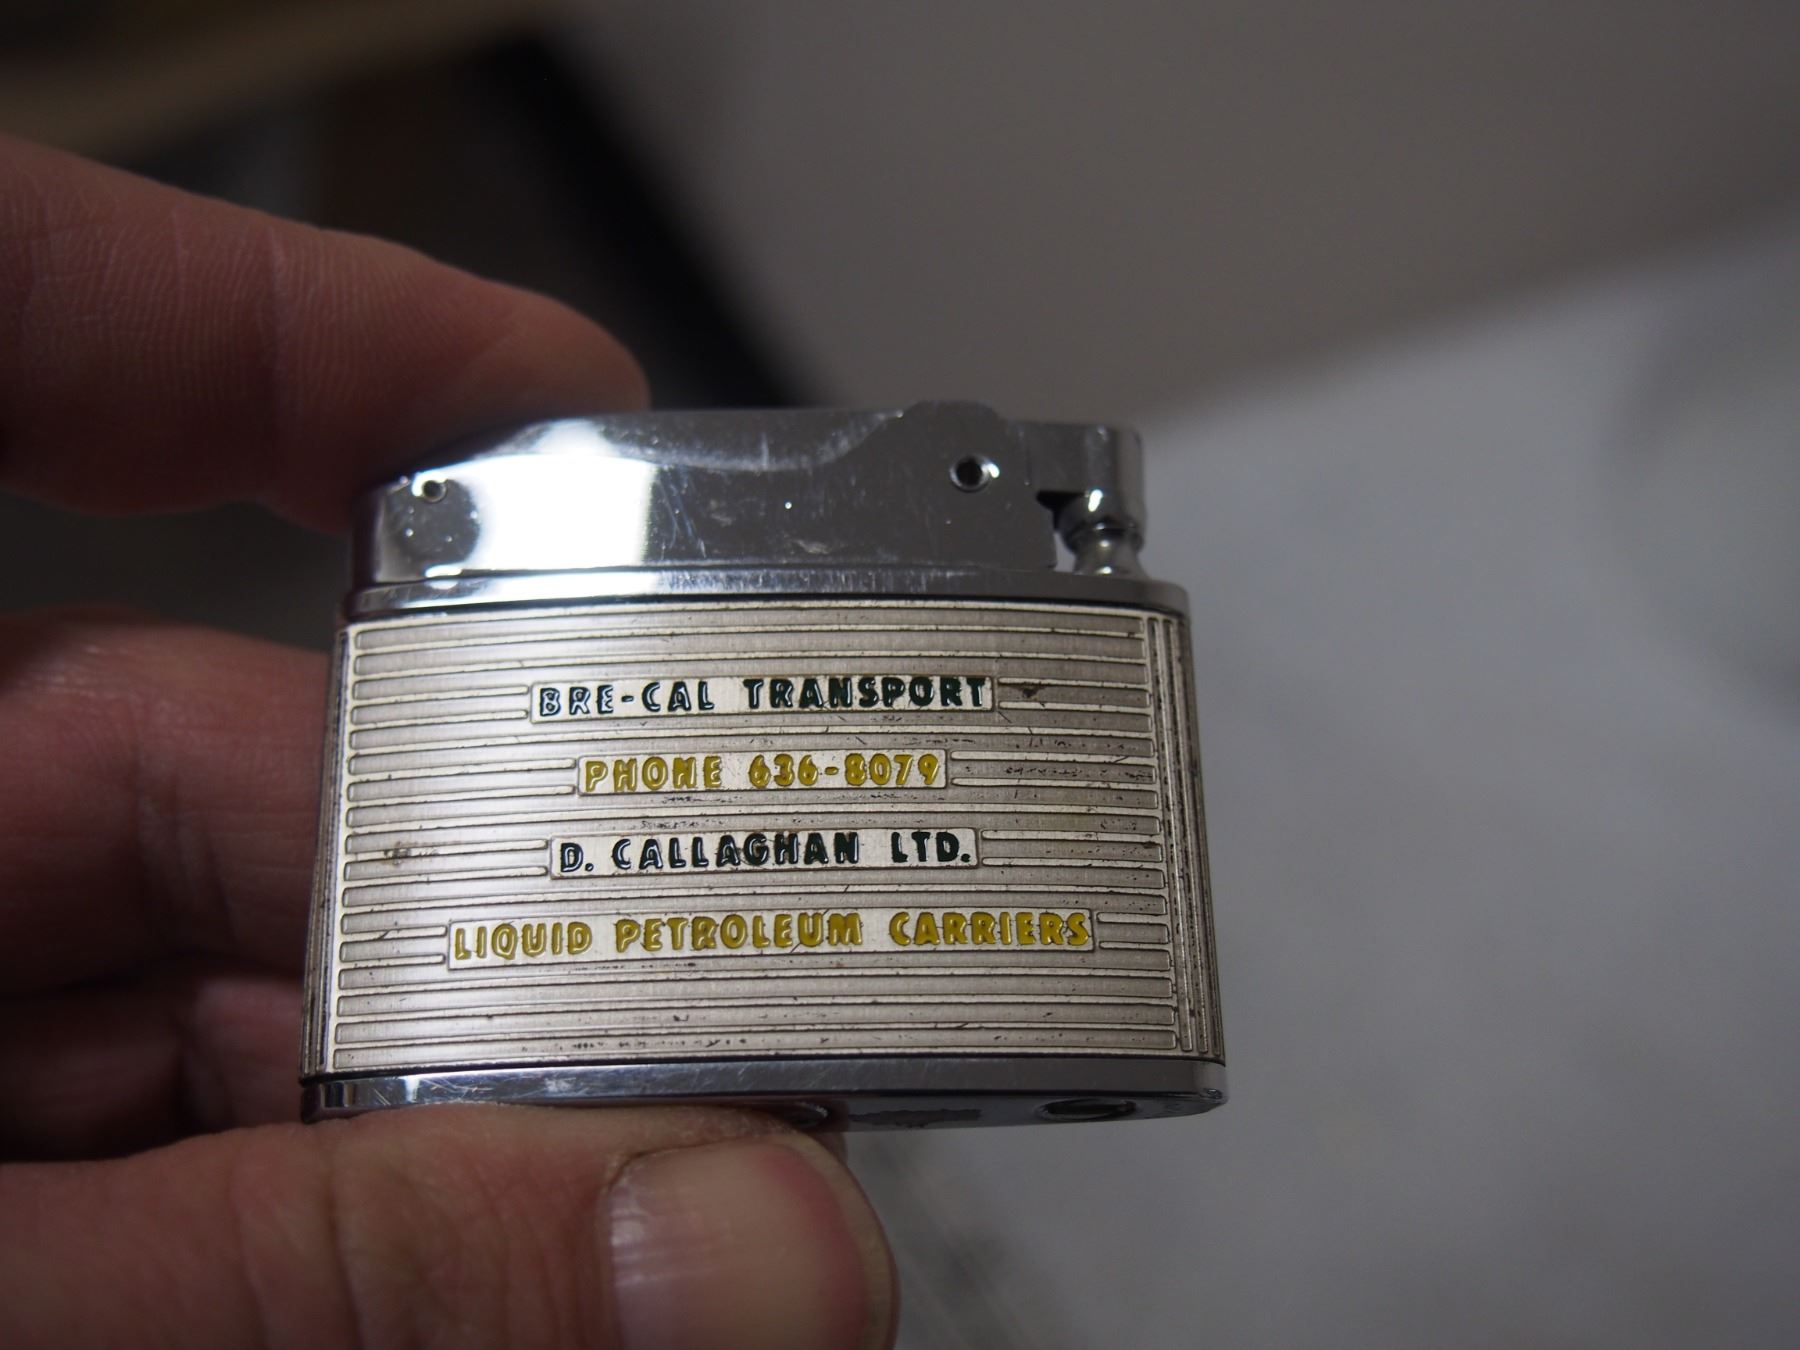 BRE-CAL TRANSPORT
PHONE 636-8079
D. CALLAGHAN LTD.
LIQUID PETROLEUM CARRIERS